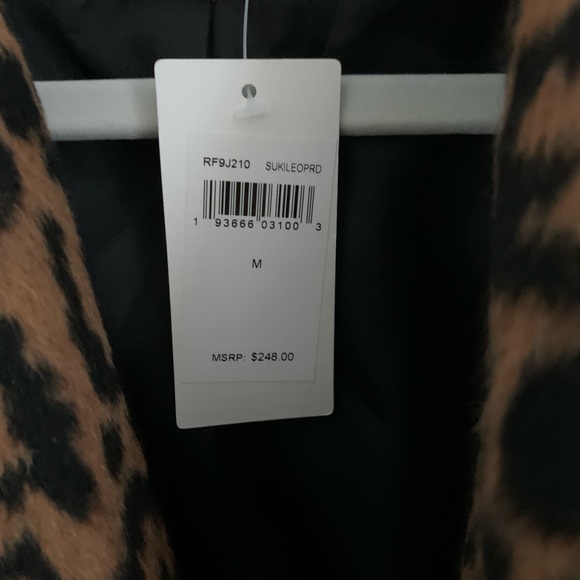 RF9J210 SUKILEOPRD
1 93666 03100 3
M
MSRP: $248.00